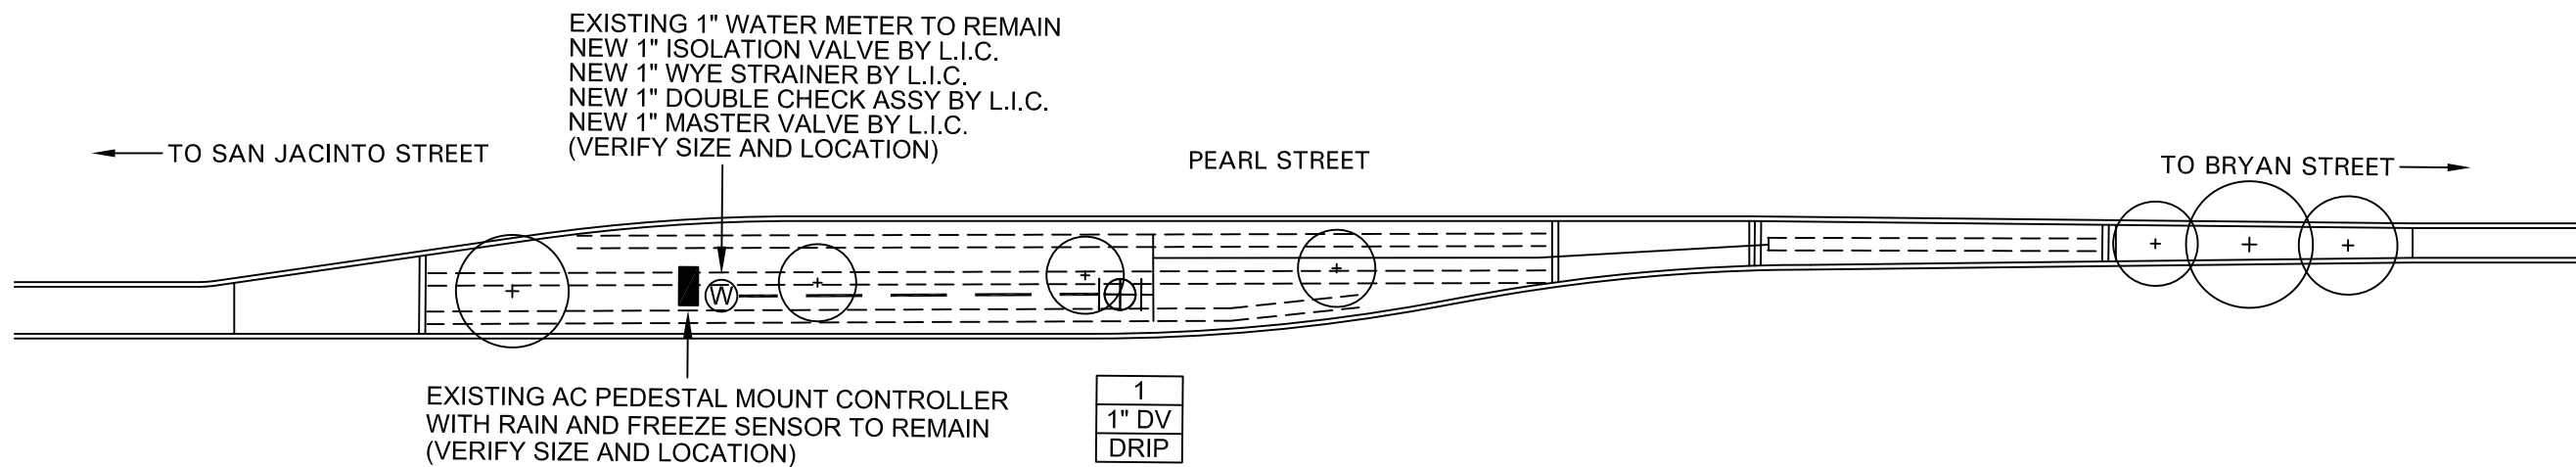 EXISTING 1" WATER METER TO REMAIN
NEW 1" ISOLATION VALVE BY L.I.C.
NEW 1" WYE STRAINER BY L.I.C.
NEW 1" DOUBLE CHECK ASSY BY L.I.C.
NEW 1" MASTER VALVE BY L.I.C.
(VERIFY SIZE AND LOCATION)
TO SAN JACINTO STREET
PEARL STREET
TO BRYAN STREET
W
EXISTING AC PEDESTAL MOUNT CONTROLLER
WITH RAIN AND FREEZE SENSOR TO REMAIN
(VERIFY SIZE AND LOCATION)
1
1" DV
DRIP